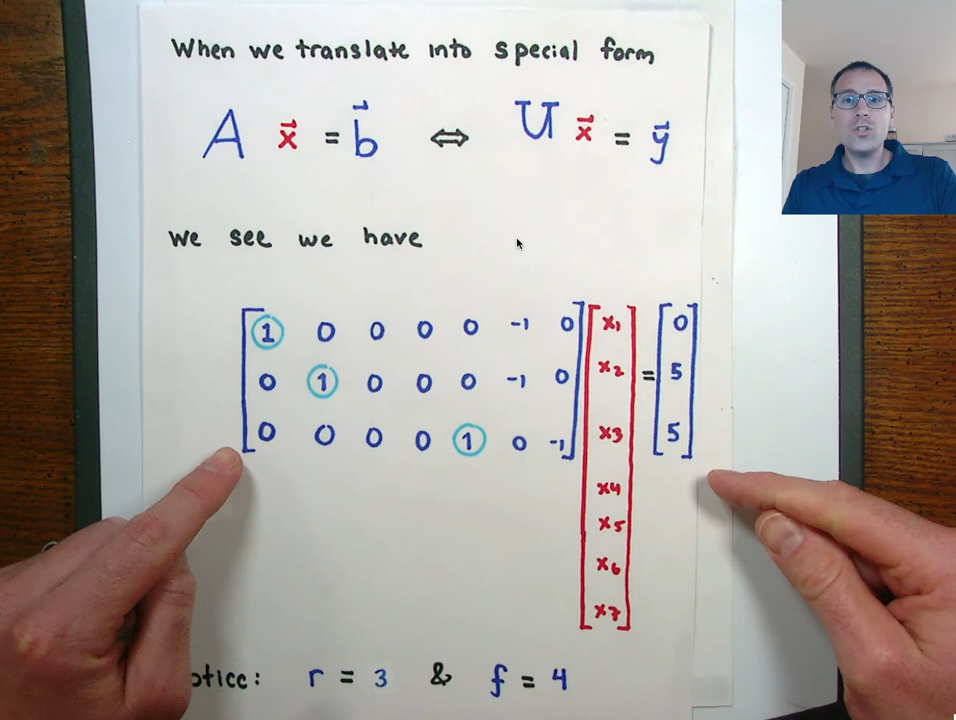 When we translate into special form
A x⃗ = b⃗ ⇔ U x⃗ = y⃗
we see we have
1 0 0 0 0 -1 0 x1 0
0 1 0 0 0 -1 0 x2 = 5
0 0 0 0 1 0 -1 x3 5
x4
x5
x6
x7
otice: r = 3 & f = 4